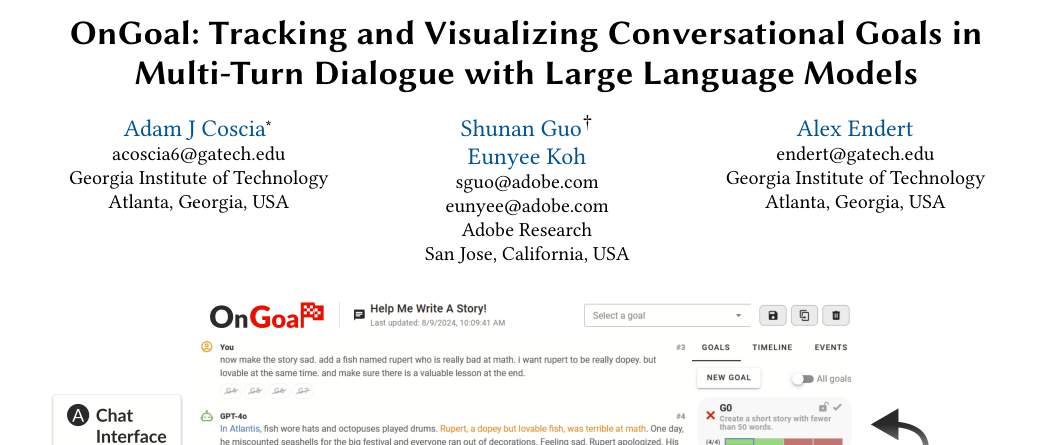 OnGoal: Tracking and Visualizing Conversational Goals in
Multi-Turn Dialogue with Large Language Models
Adam J Coscia*
acoscia6@gatech.edu
Georgia Institute of Technology
Atlanta, Georgia, USA
Shunan Guo†
Eunyee Koh
sguo@adobe.com
eunyee@adobe.com
Adobe Research
San Jose, California, USA
Alex Endert
endert@gatech.edu
Georgia Institute of Technology
Atlanta, Georgia, USA
OnGoal
Help Me Write A Story!
Last updated: 8/9/2024, 10:09:41 AM
Select a goal
You
#3
now make the story sad. add a fish named rupert who is really bad at math. i want rupert to be really dopey. but
lovable at the same time. and make sure there is a valuable lesson at the end.
G4 G5 G6 G7
GOALS TIMELINE EVENTS
NEW GOAL
All goals
A Chat
Interface
GPT-4o
#4
In Atlantis, fish wore hats and octopuses played drums. Rupert, a dopey but lovable fish, was terrible at math. One day,
he miscounted seashells for the big festival and everyone ran out of decorations. Feeling sad, Rupert apologized. His
G0
Create a short story with fewer
than 50 words.
(4/4)